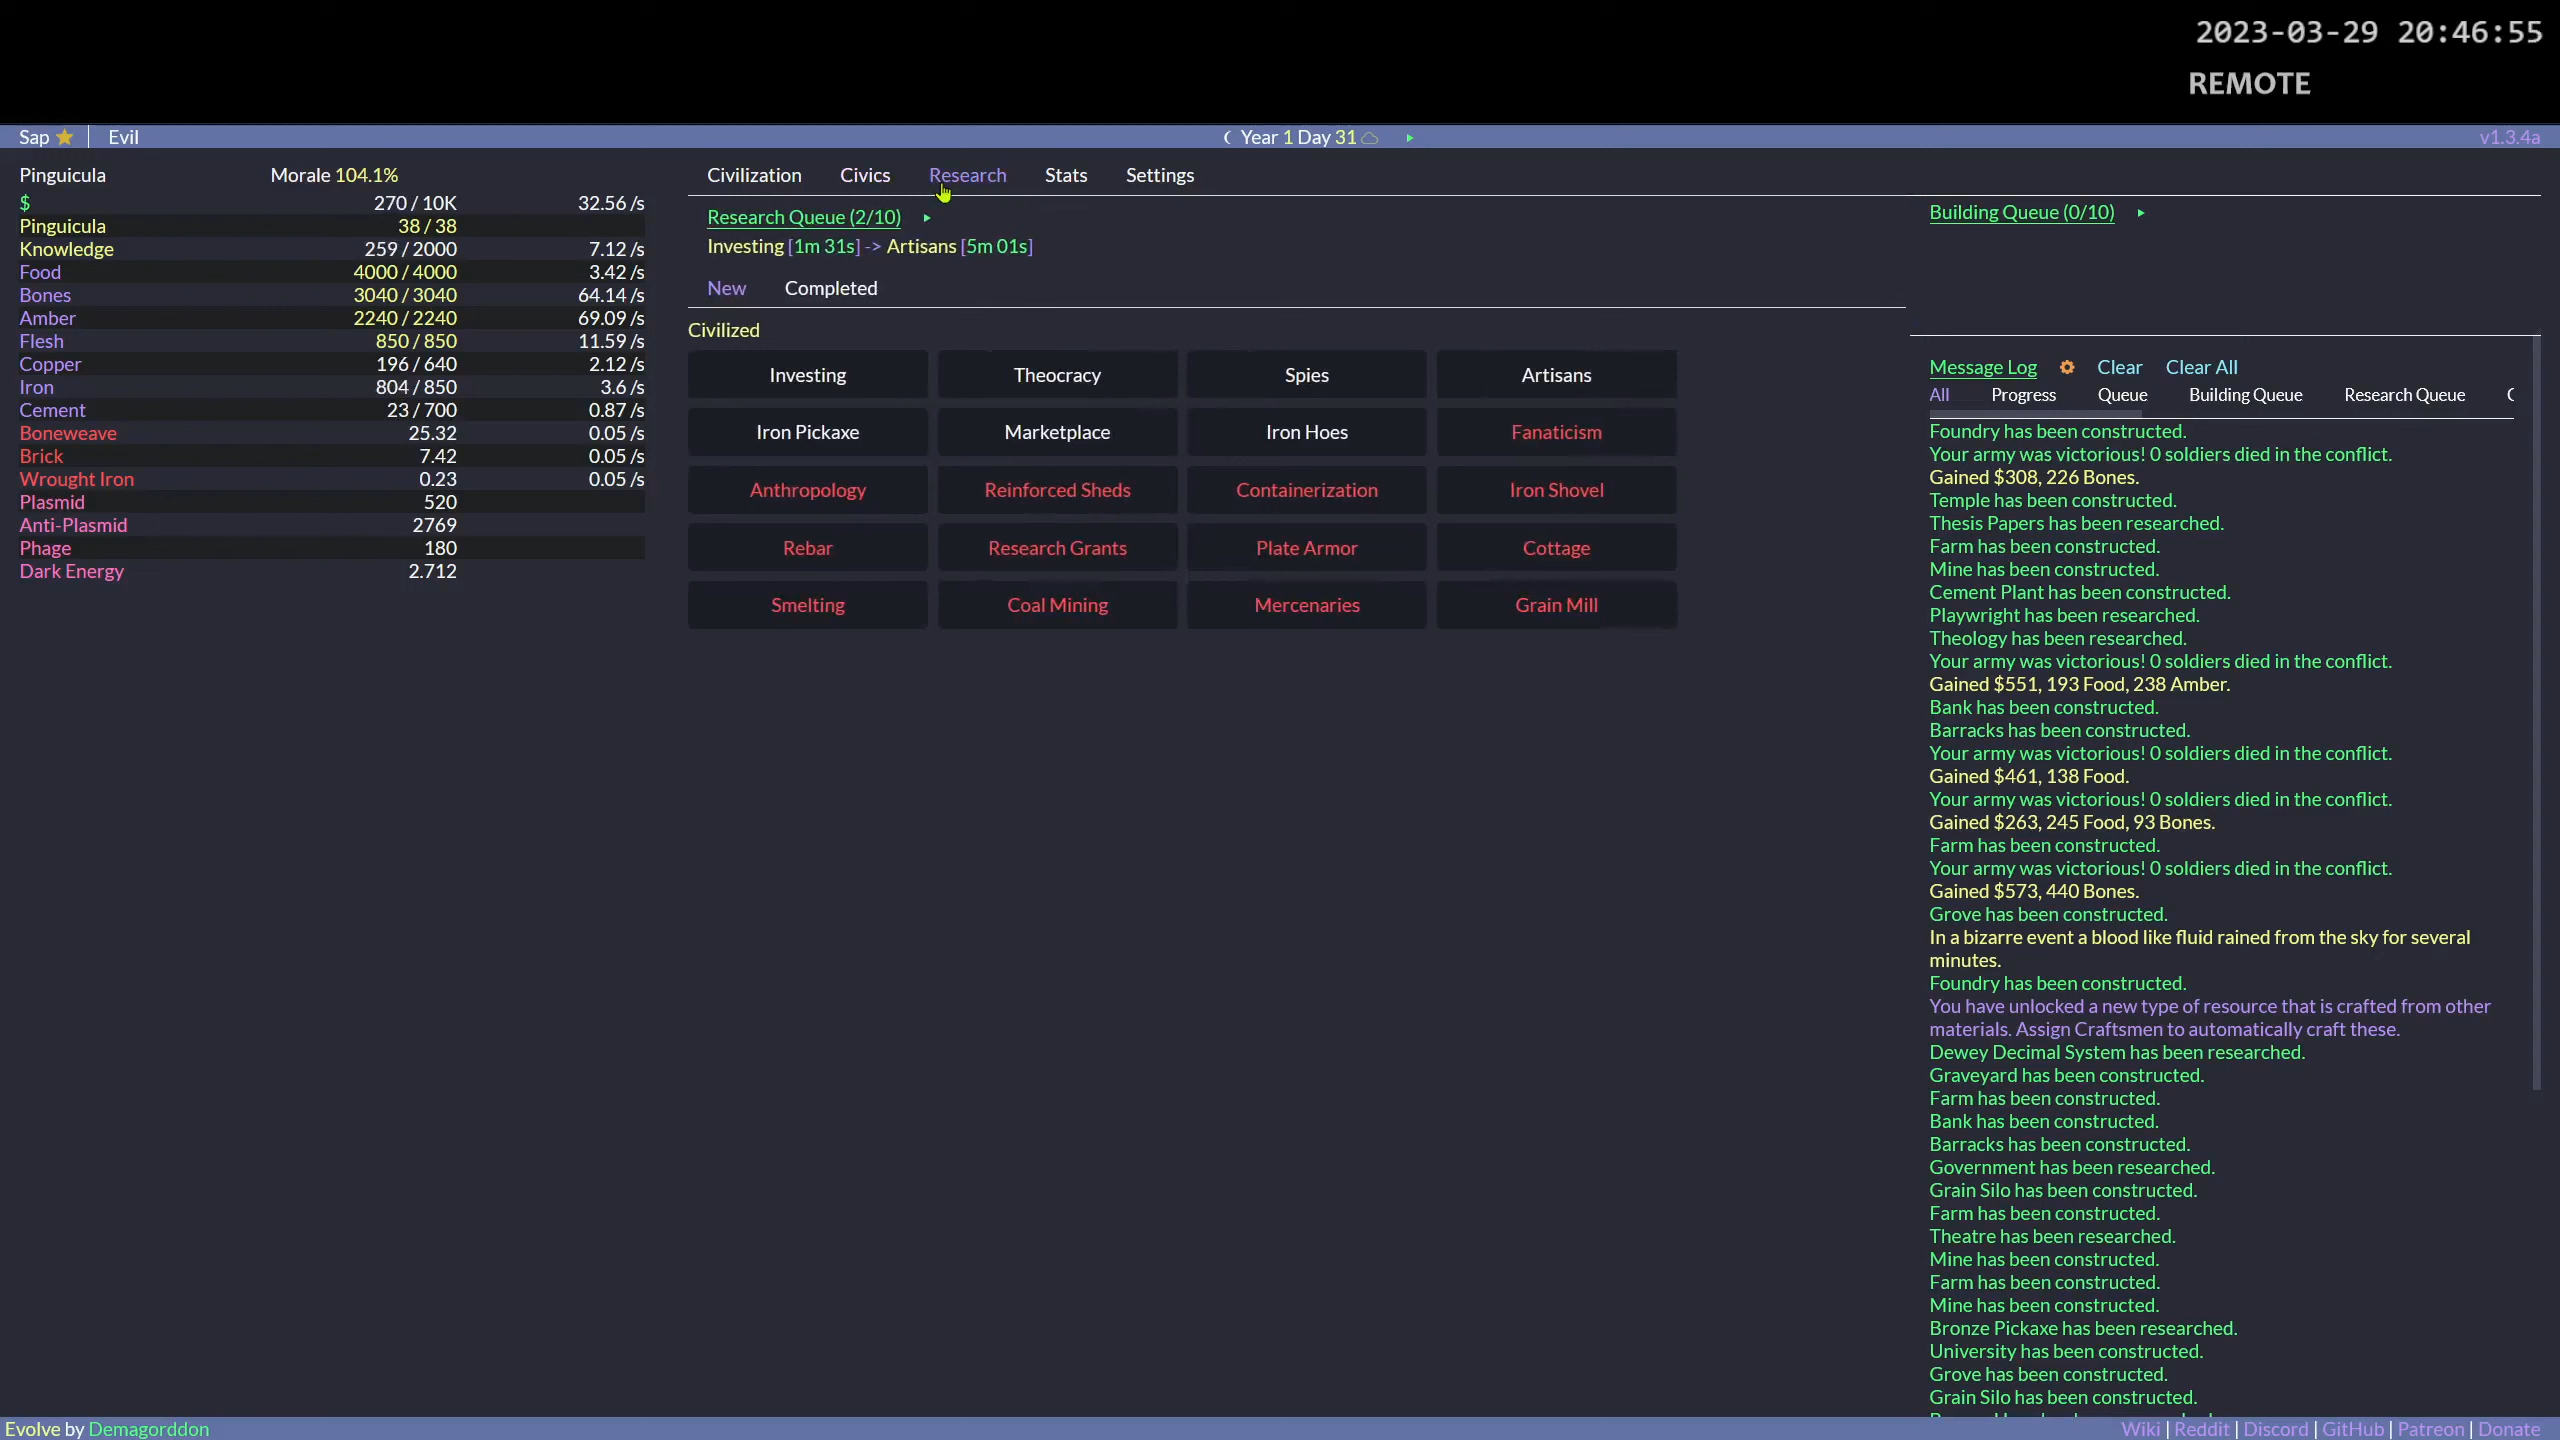 2023-03-29 20:46:55
REMOTE
Sap Evil Year 1 Day 31 v1.3.4a
Pinguicula Morale 104.1%
$ 270 / 10K 32.56 /s
Pinguicula 38 / 38
Knowledge 259 / 2000 7.12 /s
Food 4000 / 4000 3.42 /s
Bones 3040 / 3040 64.14 /s
Amber 2240 / 2240 69.09 /s
Flesh 850 / 850 11.59 /s
Copper 196 / 640 2.12 /s
Iron 804 / 850 3.6 /s
Cement 23 / 700 0.87 /s
Boneweave 25.32 0.05 /s
Brick 7.42 0.05 /s
Wrought Iron 0.23 0.05 /s
Plasmid 520
Anti-Plasmid 2769
Phage 180
Dark Energy 2.712
Civilization Civics Research Stats Settings
Research Queue (2/10)
Investing [1m 31s] -> Artisans [5m 01s]
New Completed
Civilized
Investing Theocracy Spies Artisans
Iron Pickaxe Marketplace Iron Hoes Fanaticism
Anthropology Reinforced Sheds Containerization Iron Shovel
Rebar Research Grants Plate Armor Cottage
Smelting Coal Mining Mercenaries Grain Mill
Building Queue (0/10)
Message Log Clear Clear All
All Progress Queue Building Queue Research Queue
Foundry has been constructed.
Your army was victorious! 0 soldiers died in the conflict.
Gained $308, 226 Bones.
Temple has been constructed.
Thesis Papers has been researched.
Farm has been constructed.
Mine has been constructed.
Cement Plant has been constructed.
Playwright has been researched.
Theology has been researched.
Your army was victorious! 0 soldiers died in the conflict.
Gained $551, 193 Food, 238 Amber.
Bank has been constructed.
Barracks has been constructed.
Your army was victorious! 0 soldiers died in the conflict.
Gained $461, 138 Food.
Your army was victorious! 0 soldiers died in the conflict.
Gained $263, 245 Food, 93 Bones.
Farm has been constructed.
Your army was victorious! 0 soldiers died in the conflict.
Gained $573, 440 Bones.
Grove has been constructed.
In a bizarre event a blood like fluid rained from the sky for several
minutes.
Foundry has been constructed.
You have unlocked a new type of resource that is crafted from other
materials. Assign Craftsmen to automatically craft these.
Dewey Decimal System has been researched.
Graveyard has been constructed.
Farm has been constructed.
Bank has been constructed.
Barracks has been constructed.
Government has been researched.
Grain Silo has been constructed.
Farm has been constructed.
Theatre has been researched.
Mine has been constructed.
Farm has been constructed.
Mine has been constructed.
Bronze Pickaxe has been researched.
University has been constructed.
Grove has been constructed.
Grain Silo has been constructed.
Evolve by Demagorddon Wiki | Reddit | Discord | GitHub | Patreon | Donate